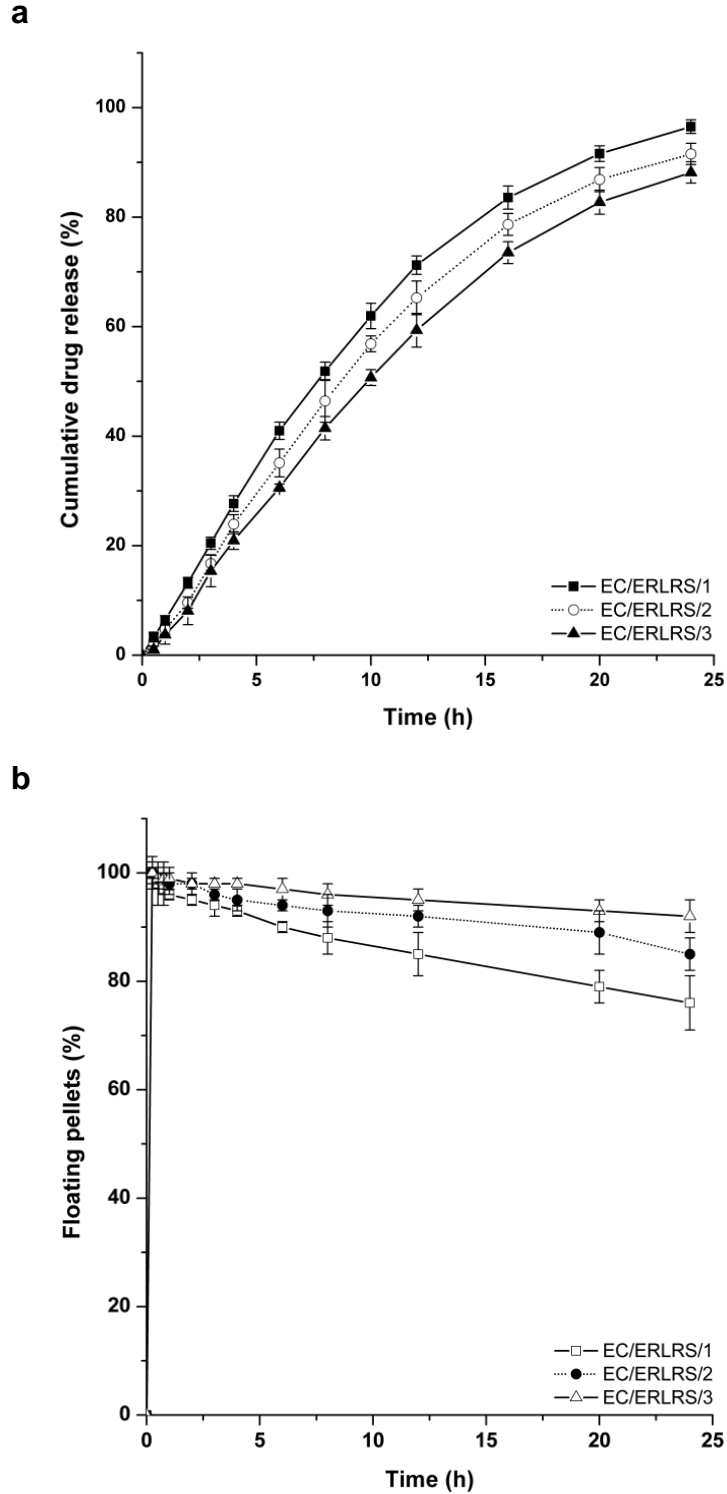 a
100
80
60
40
20
0
Cumulative drug release (%)
EC/ERLRS/1
EC/ERLRS/2
EC/ERLRS/3
0 5 10 15 20 25
Time (h)
b
100
80
60
40
20
0
Floating pellets (%)
EC/ERLRS/1
EC/ERLRS/2
EC/ERLRS/3
0 5 10 15 20 25
Time (h)